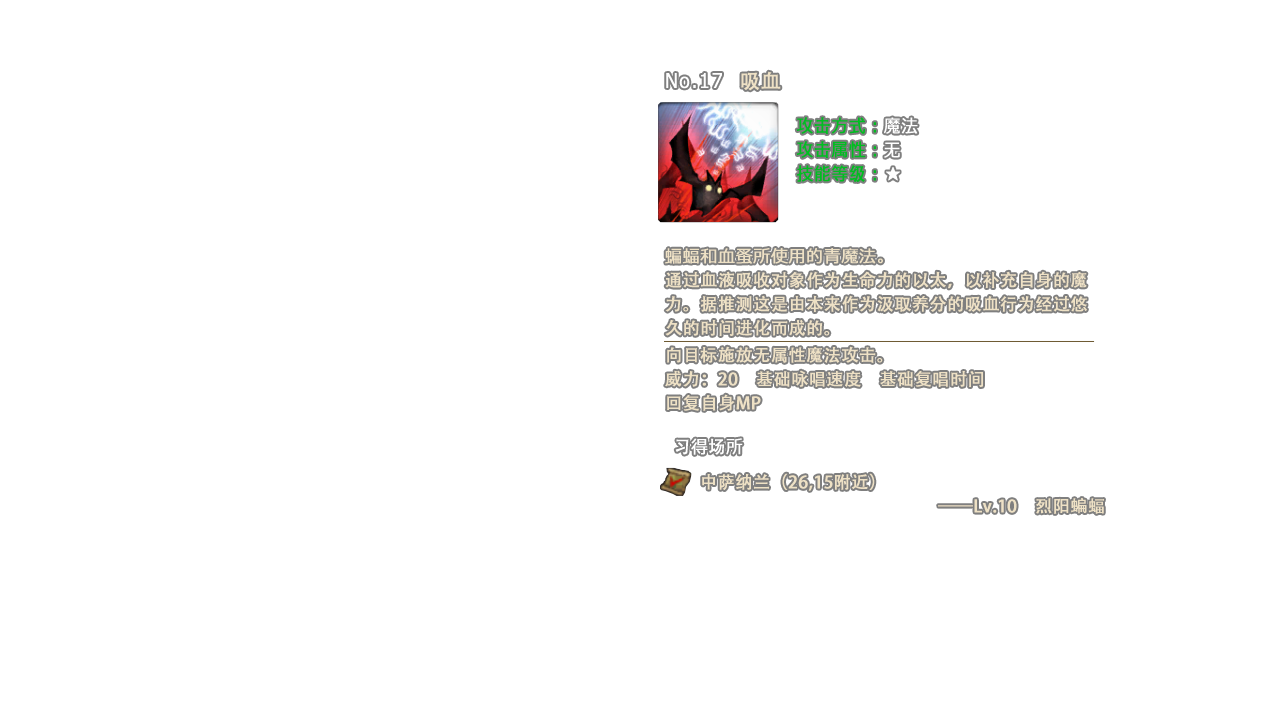 No.17 吸血
攻击方式：魔法
攻击属性：无
技能等级：☆
蝙蝠和血蚤所使用的青魔法。
通过血液吸收对象作为生命力的以太，以补充自身的魔
力。据推测这是由本来作为汲取养分的吸血行为经过悠
久的时间进化而成的。
向目标施放无属性魔法攻击。
威力：20　基础咏唱速度　基础复唱时间
回复自身MP
习得场所
中萨纳兰（26,15附近）
——Lv.10　烈阳蝙蝠